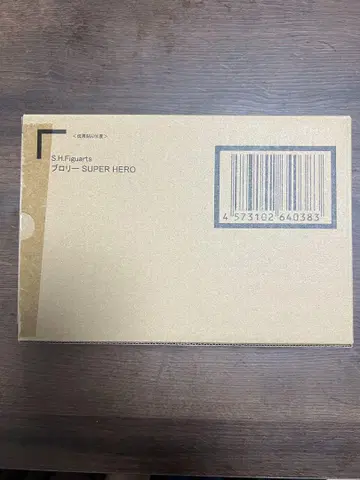 S.H.Figuarts
ブロリー SUPER HERO
4 573102 640383